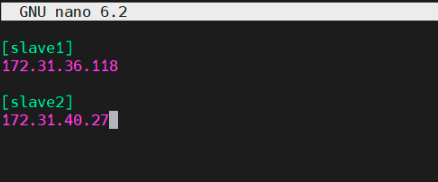 GNU nano 6.2
[slave1]
172.31.36.118
[slave2]
172.31.40.27